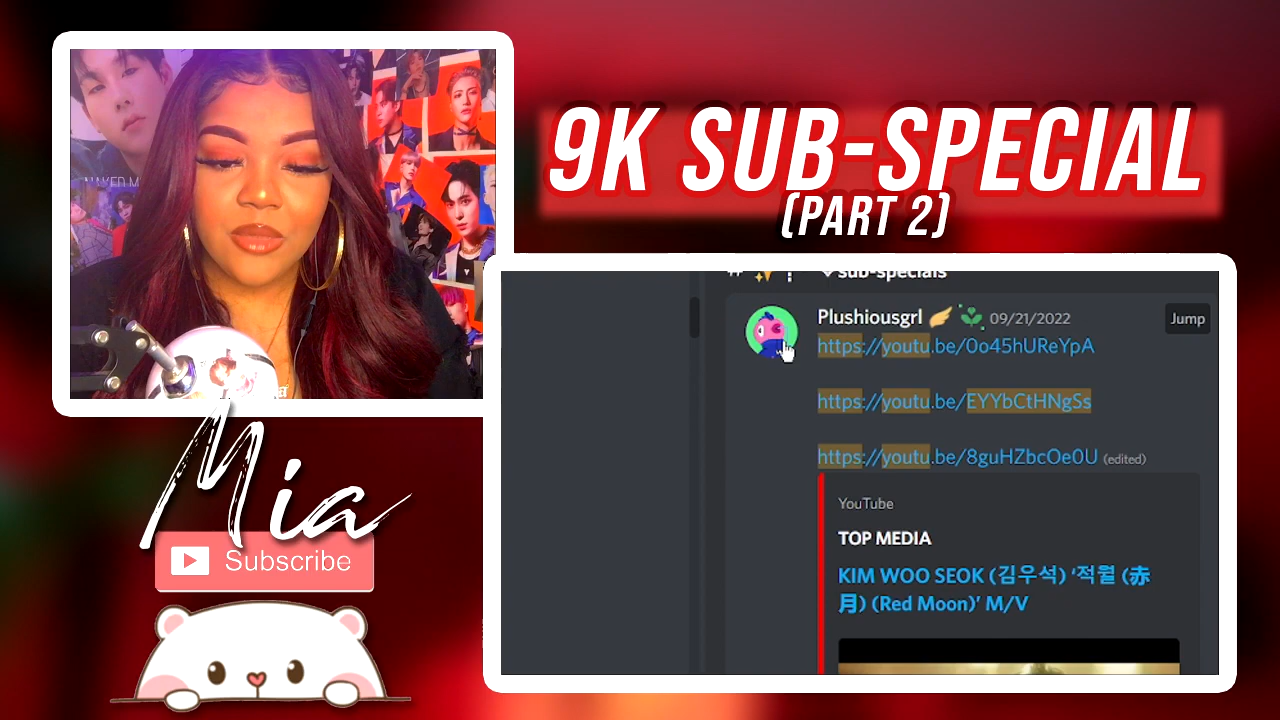 9K SUB-SPECIAL
(PART 2)
NAKED M
sub-specials
Plushiousgrl 09/21/2022
Jump
https://youtu.be/0o45hUReYpA
https://youtu.be/EYYbCtHNgSs
https://youtu.be/8guHZbcOe0U (edited)
YouTube
TOP MEDIA
KIM WOO SEOK (김우석) ‘적월 (赤
月) (Red Moon)’ M/V
Mia
Subscribe